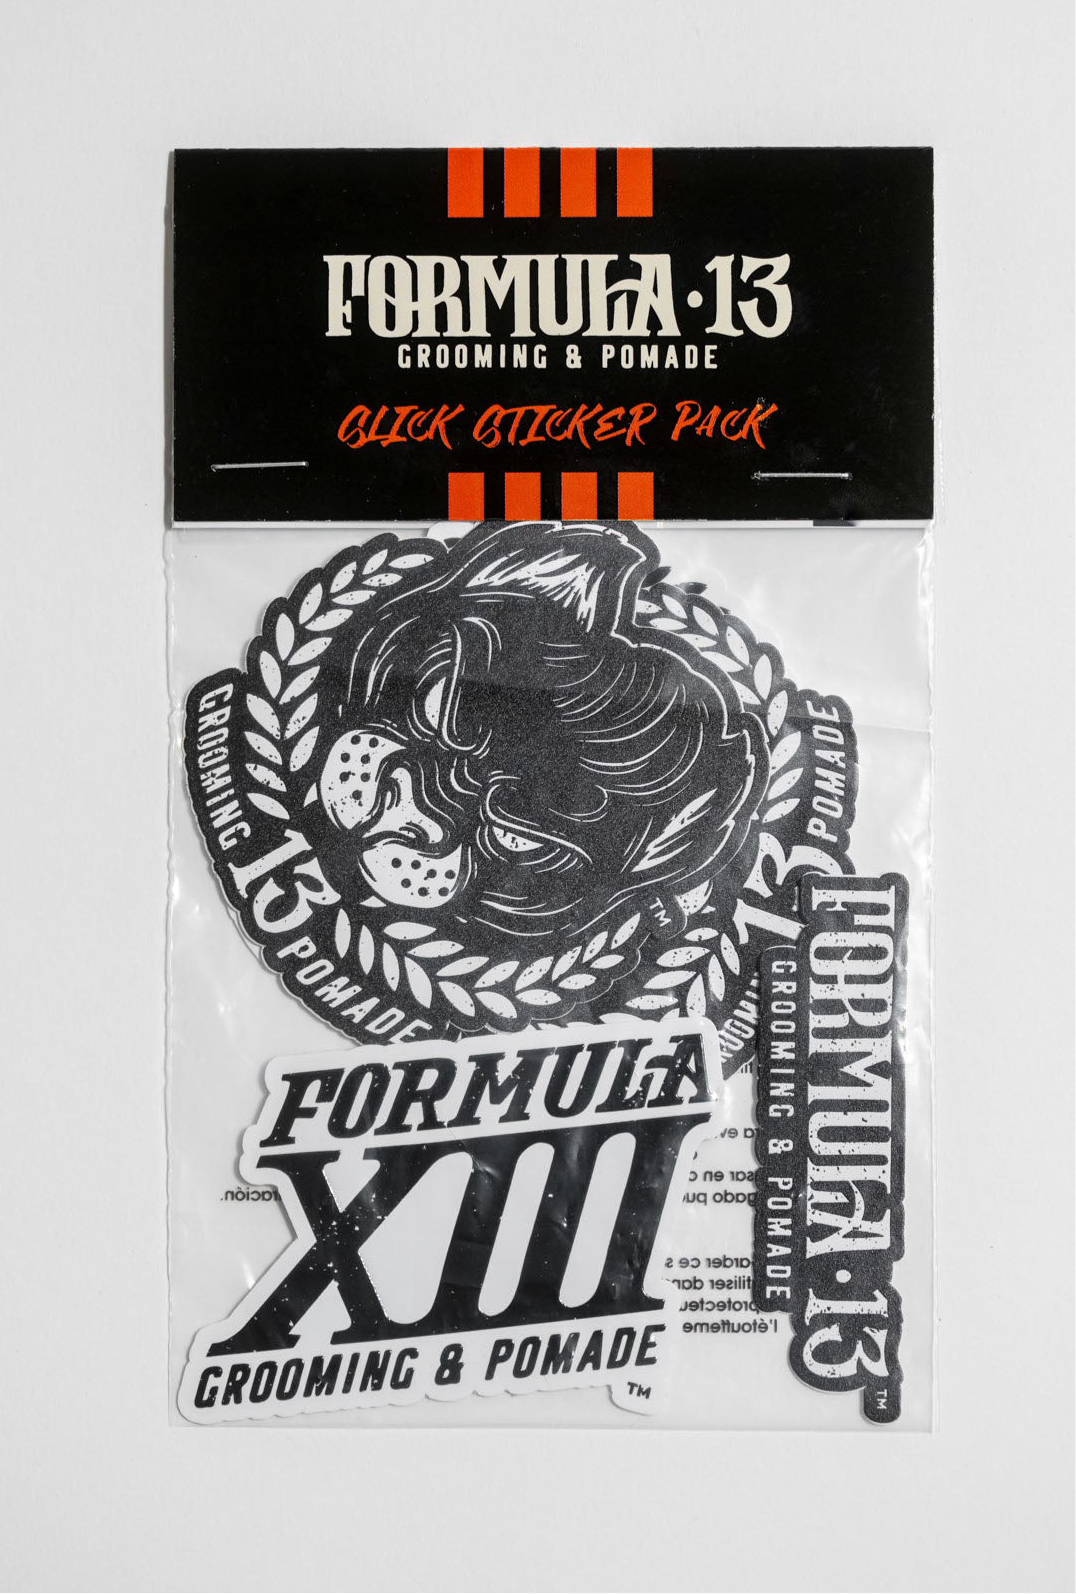 FORMULA·13
GROOMING & POMADE
SLICK STICKER PACK
GROOMING 13 POMADE
TM
13 POMADE
FORMULA·13
GROOMING & POMADE
TM
FORMULA
XIII
GROOMING & POMADE
TM